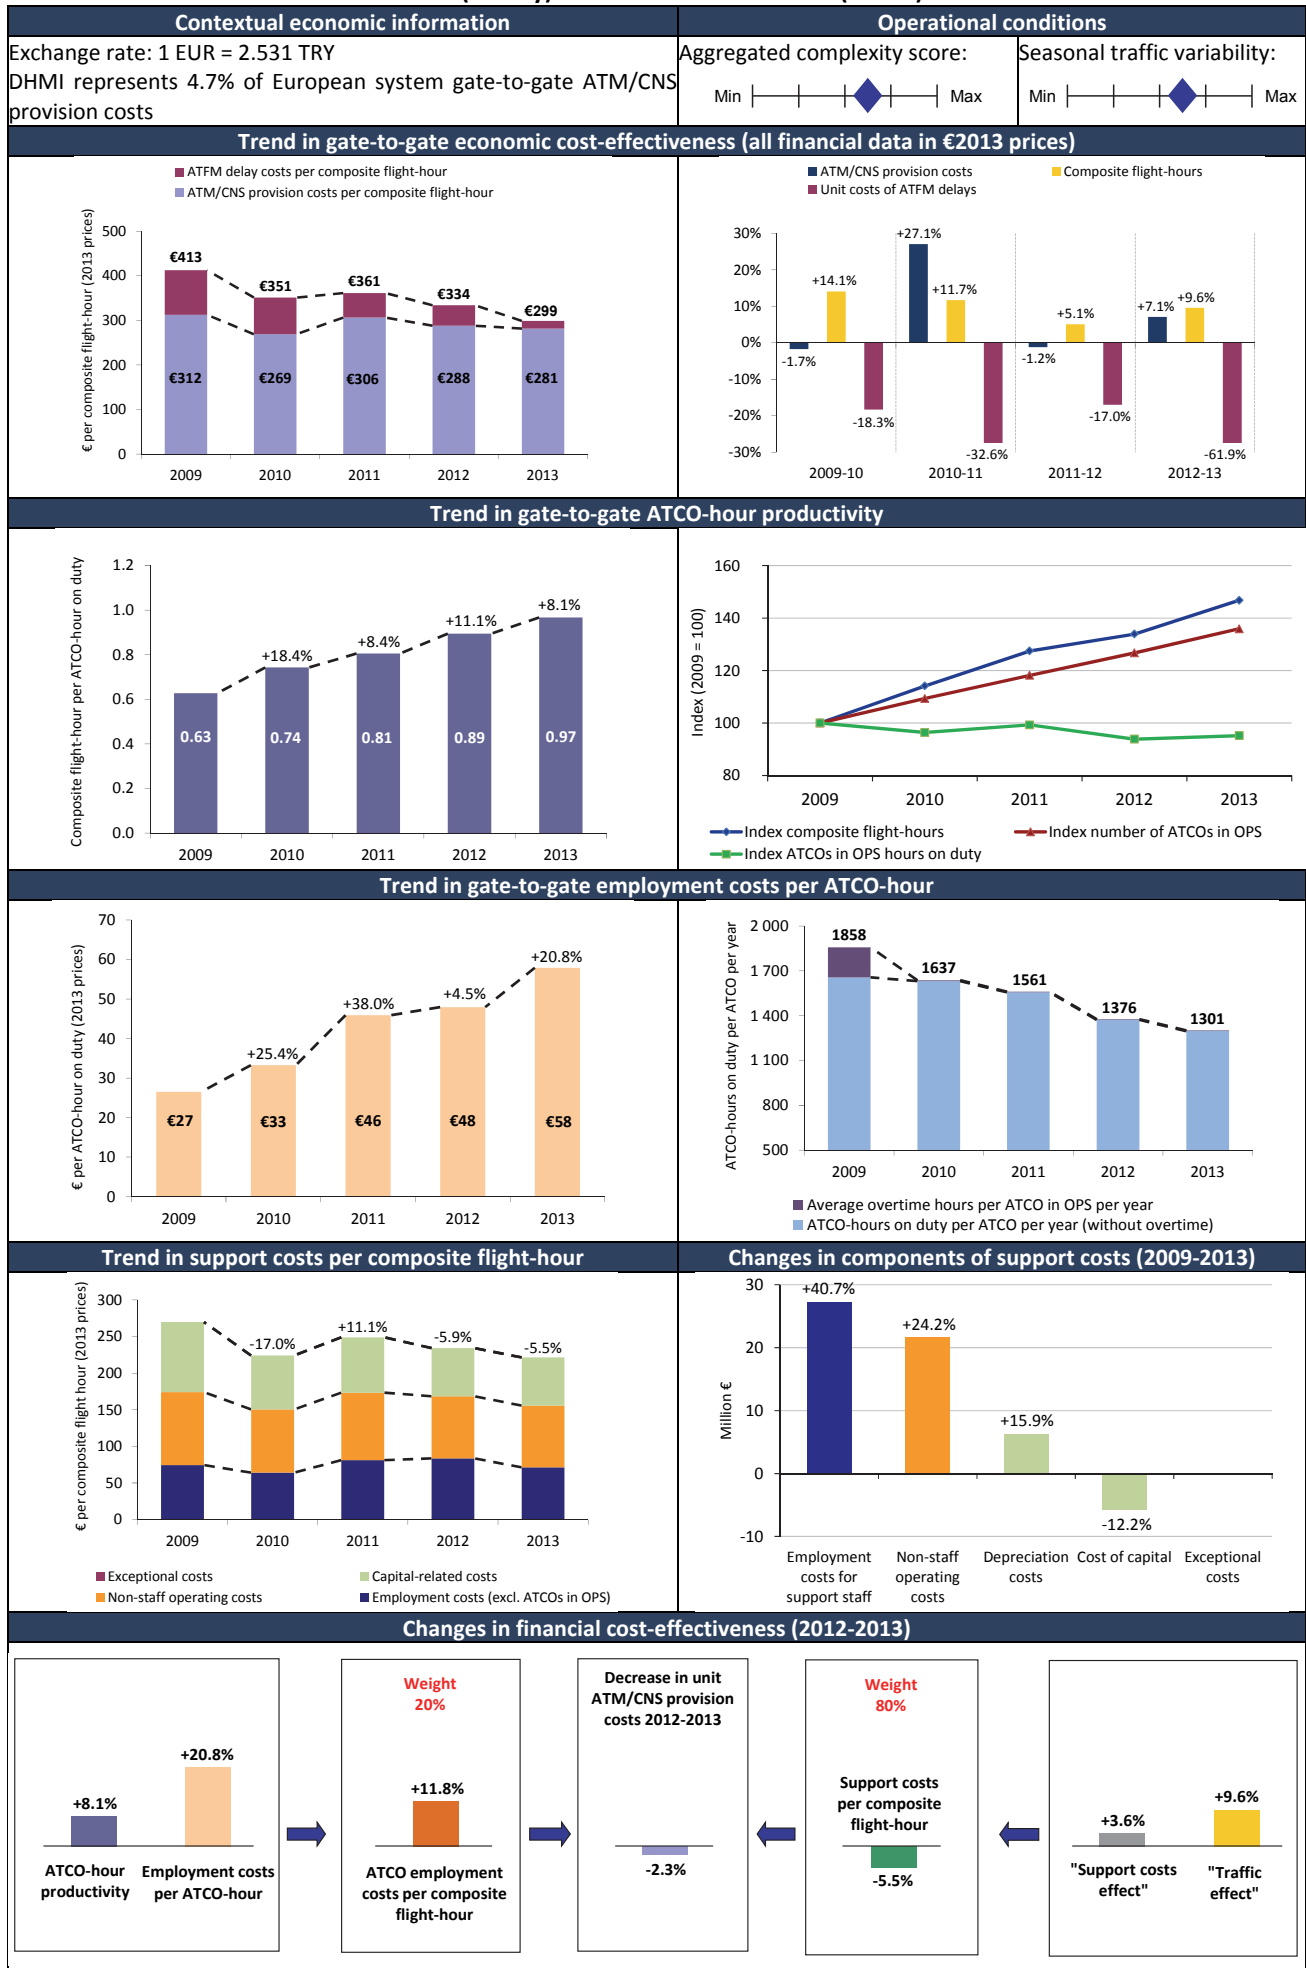 Contextual economic information
Operational conditions
Exchange rate: 1 EUR = 2.531 TRY
DHMI represents 4.7% of European system gate-to-gate ATM/CNS
provision costs
Aggregated complexity score:
Min
Max
Seasonal traffic variability:
Min
Max
Trend in gate-to-gate economic cost-effectiveness (all financial data in €2013 prices)
ATFM delay costs per composite flight-hour
ATM/CNS provision costs per composite flight-hour
€ per composite flight-hour (2013 prices)
500
400
300
200
100
0
€413
€351
€361
€334
€299
€312
€269
€306
€288
€281
2009
2010
2011
2012
2013
ATM/CNS provision costs
Composite flight-hours
Unit costs of ATFM delays
30%
20%
10%
0%
-10%
-20%
-30%
-1.7%
+14.1%
-18.3%
+27.1%
+11.7%
-32.6%
-1.2%
+5.1%
-17.0%
+7.1%
+9.6%
-61.9%
2009-10
2010-11
2011-12
2012-13
Trend in gate-to-gate ATCO-hour productivity
Composite flight-hour per ATCO-hour on duty
1.2
1.0
0.8
0.6
0.4
0.2
0.0
+18.4%
+8.4%
+11.1%
+8.1%
0.63
0.74
0.81
0.89
0.97
2009
2010
2011
2012
2013
Index (2009 = 100)
160
140
120
100
80
2009
2010
2011
2012
2013
Index composite flight-hours
Index number of ATCOs in OPS
Index ATCOs in OPS hours on duty
Trend in gate-to-gate employment costs per ATCO-hour
€ per ATCO-hour on duty (2013 prices)
70
60
50
40
30
20
10
0
+25.4%
+38.0%
+4.5%
+20.8%
€27
€33
€46
€48
€58
2009
2010
2011
2012
2013
ATCO-hours on duty per ATCO per year
2 000
1 700
1 400
1 100
800
500
1858
1637
1561
1376
1301
2009
2010
2011
2012
2013
Average overtime hours per ATCO in OPS per year
ATCO-hours on duty per ATCO per year (without overtime)
Trend in support costs per composite flight-hour
Changes in components of support costs (2009-2013)
€ per composite flight hour (2013 prices)
300
250
200
150
100
50
0
-17.0%
+11.1%
-5.9%
-5.5%
2009
2010
2011
2012
2013
Exceptional costs
Capital-related costs
Non-staff operating costs
Employment costs (excl. ATCOs in OPS)
Million €
30
20
10
0
-10
+40.7%
+24.2%
+15.9%
-12.2%
Employment
costs for
support staff
Non-staff
operating
costs
Depreciation
costs
Cost of capital
Exceptional
costs
Changes in financial cost-effectiveness (2012-2013)
+8.1%
+20.8%
ATCO-hour
productivity
Employment costs
per ATCO-hour
Weight
20%
+11.8%
ATCO employment
costs per composite
flight-hour
Decrease in unit
ATM/CNS provision
costs 2012-2013
-2.3%
Weight
80%
Support costs
per composite
flight-hour
-5.5%
+3.6%
+9.6%
"Support costs
effect"
"Traffic
effect"